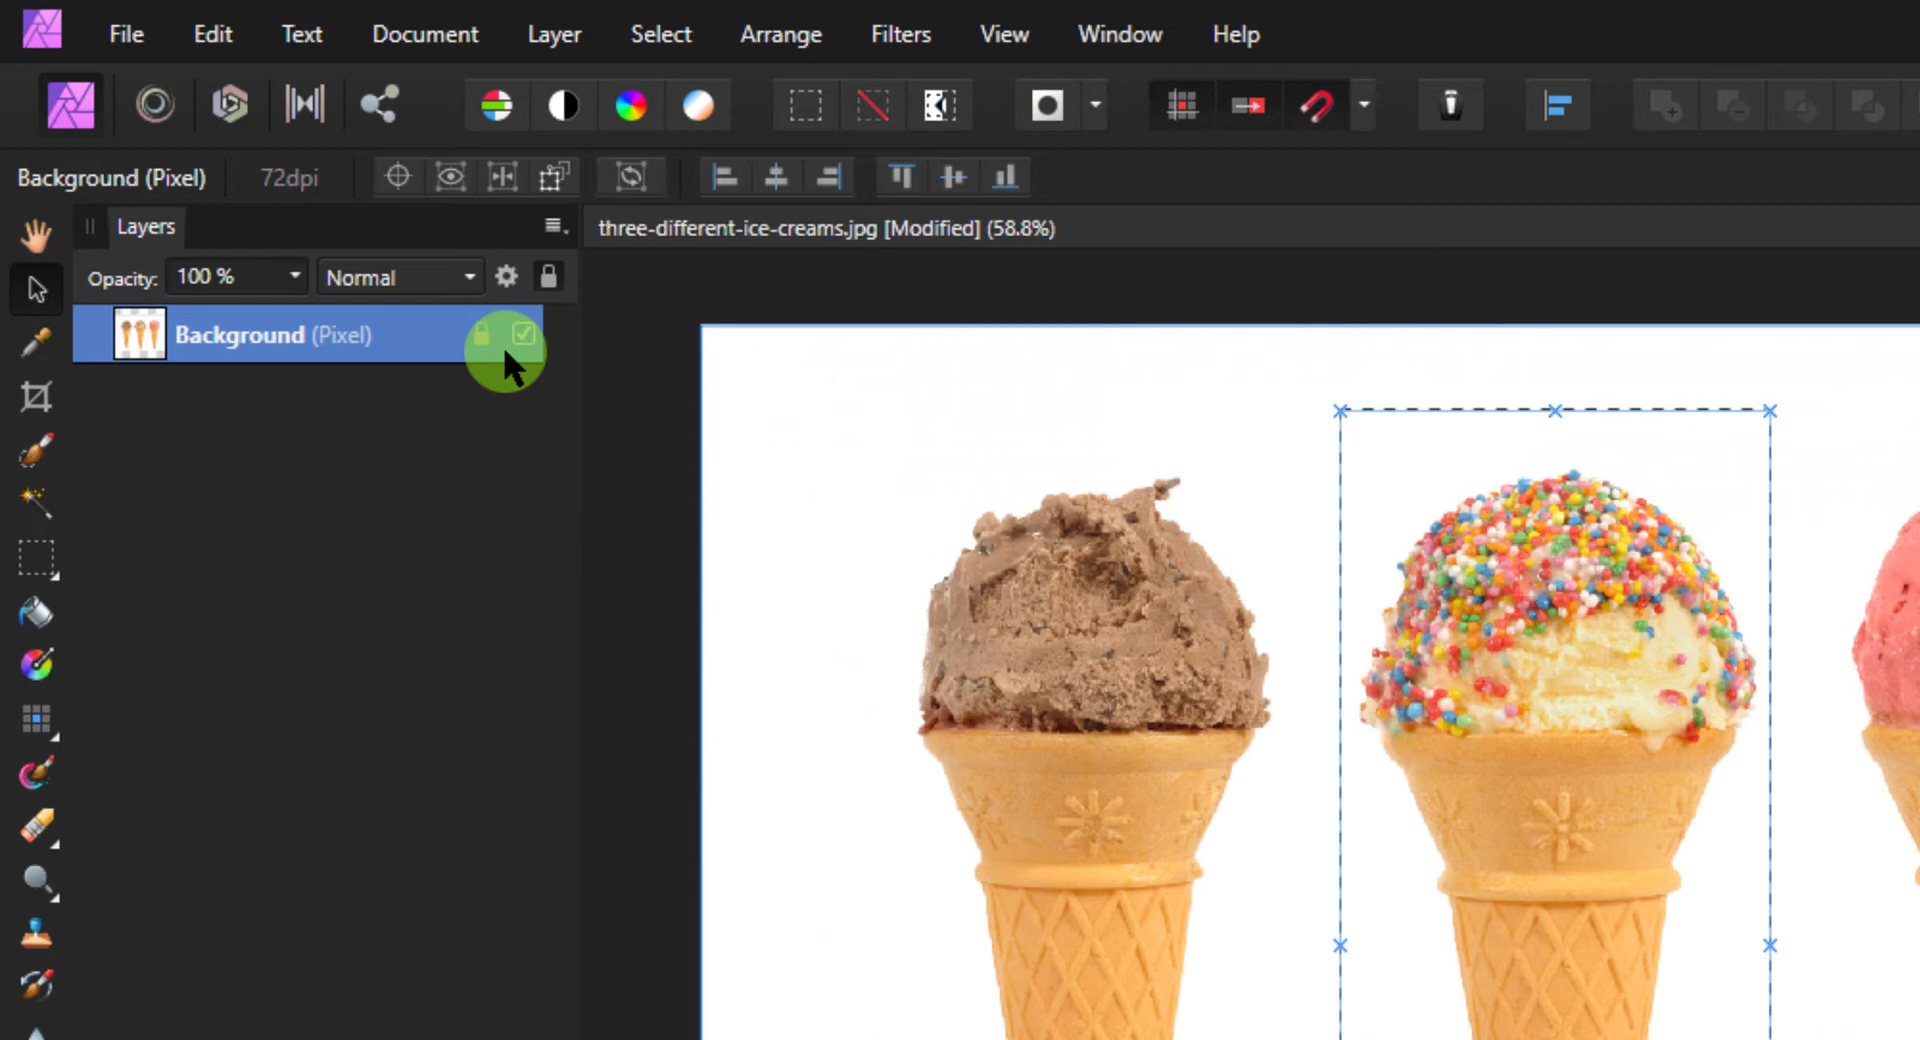 File Edit Text Document Layer Select Arrange Filters View Window Help
Background (Pixel) 72dpi
Layers
three-different-ice-creams.jpg [Modified] (58.8%)
Opacity: 100 % Normal
Background (Pixel)